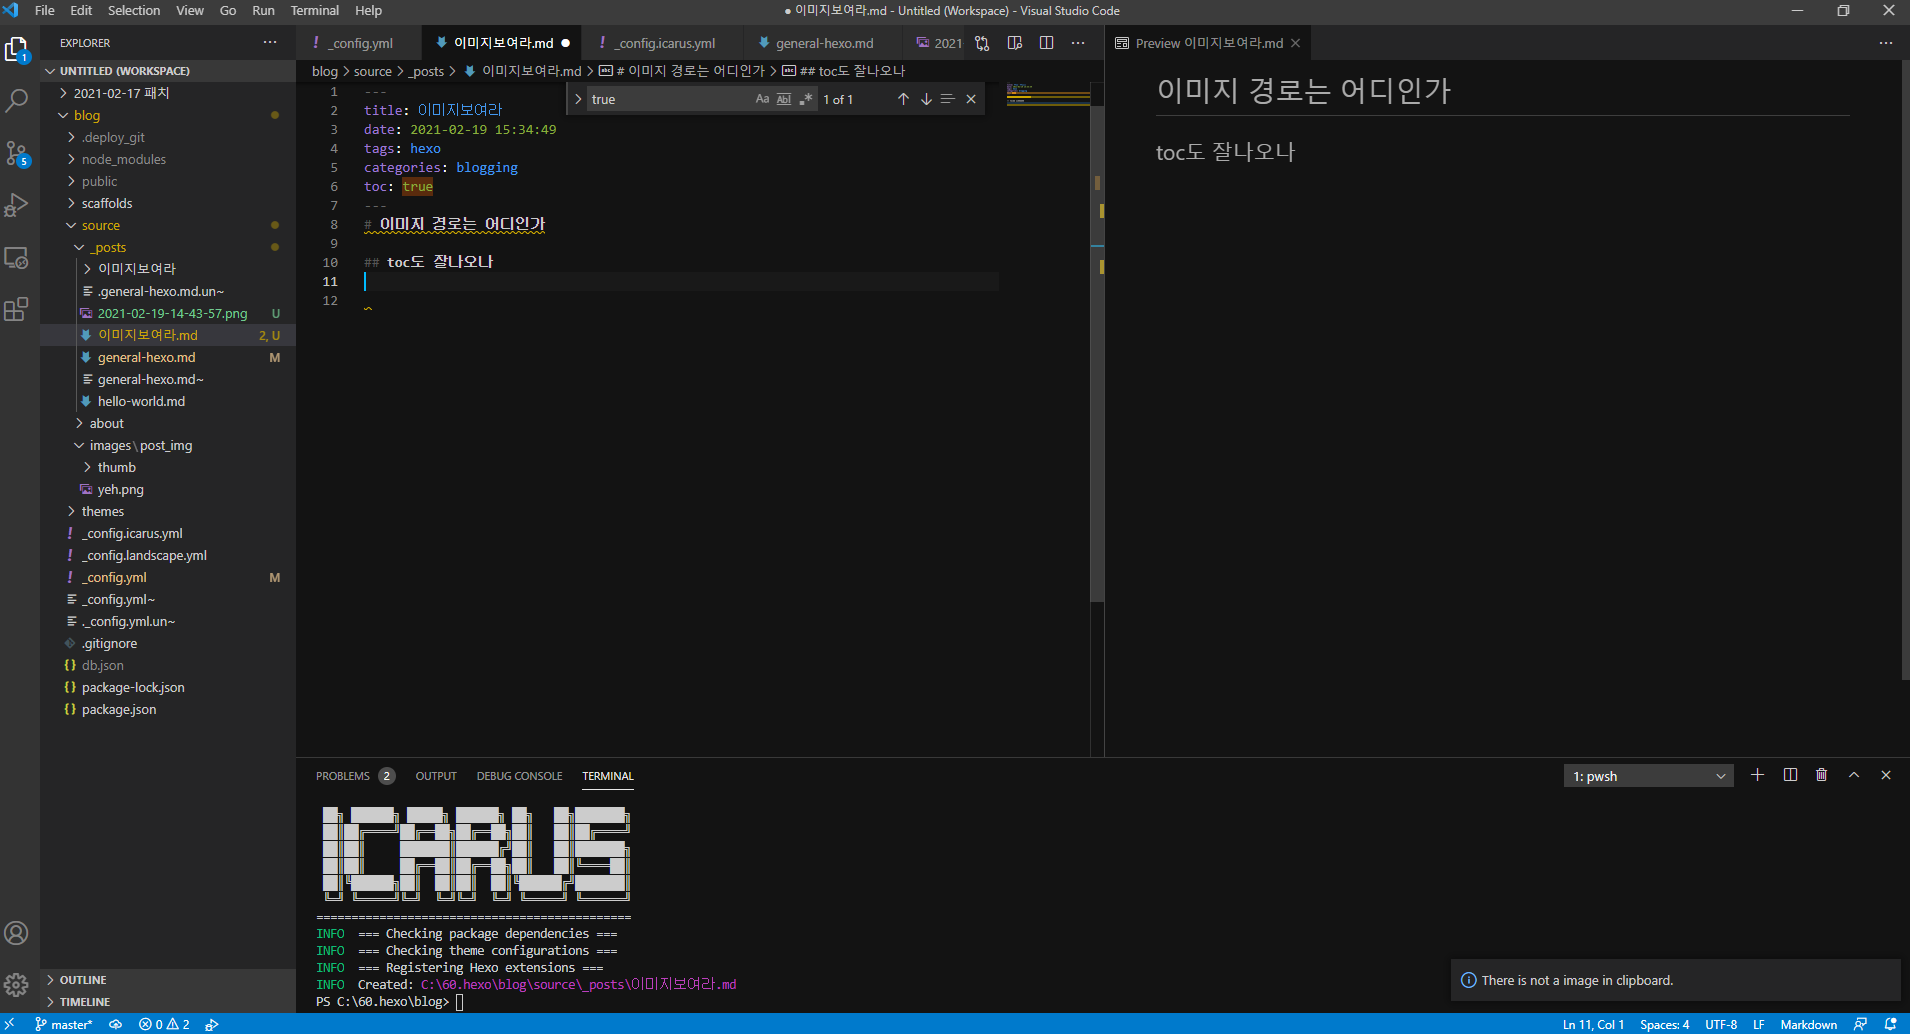 File Edit Selection View Go Run Terminal Help
● 이미지보여라.md - Untitled (Workspace) - Visual Studio Code
EXPLORER ...
1
5
UNTITLED (WORKSPACE)
2021-02-17 패치
blog
.deploy_git
node_modules
public
scaffolds
source
_posts
이미지보여라
.general-hexo.md.un~
2021-02-19-14-43-57.png U
이미지보여라.md 2, U
general-hexo.md M
general-hexo.md~
hello-world.md
about
images\post_img
thumb
yeh.png
themes
_config.icarus.yml
_config.landscape.yml
_config.yml M
_config.yml~
._config.yml.un~
.gitignore
db.json
package-lock.json
package.json
OUTLINE
TIMELINE
_config.yml 이미지보여라.md ● _config.icarus.yml general-hexo.md 2021
blog > source > _posts > 이미지보여라.md > # 이미지 경로는 어디인가 > ## toc도 잘나오나
true Aa Abl .* 1 of 1
1 ---
2 title: 이미지보여라
3 date: 2021-02-19 15:34:49
4 tags: hexo
5 categories: blogging
6 toc: true
7 ---
8 # 이미지 경로는 어디인가
9
10 ## toc도 잘나오나
11
12
Preview 이미지보여라.md
이미지 경로는 어디인가
toc도 잘나오나
PROBLEMS 2 OUTPUT DEBUG CONSOLE TERMINAL
1: pwsh
ICARUS
=============================================
INFO === Checking package dependencies ===
INFO === Checking theme configurations ===
INFO === Registering Hexo extensions ===
INFO Created: C:\60.hexo\blog\source\_posts\이미지보여라.md
PS C:\60.hexo\blog>
There is not a image in clipboard.
master* 0 2
Ln 11, Col 1 Spaces: 4 UTF-8 LF Markdown